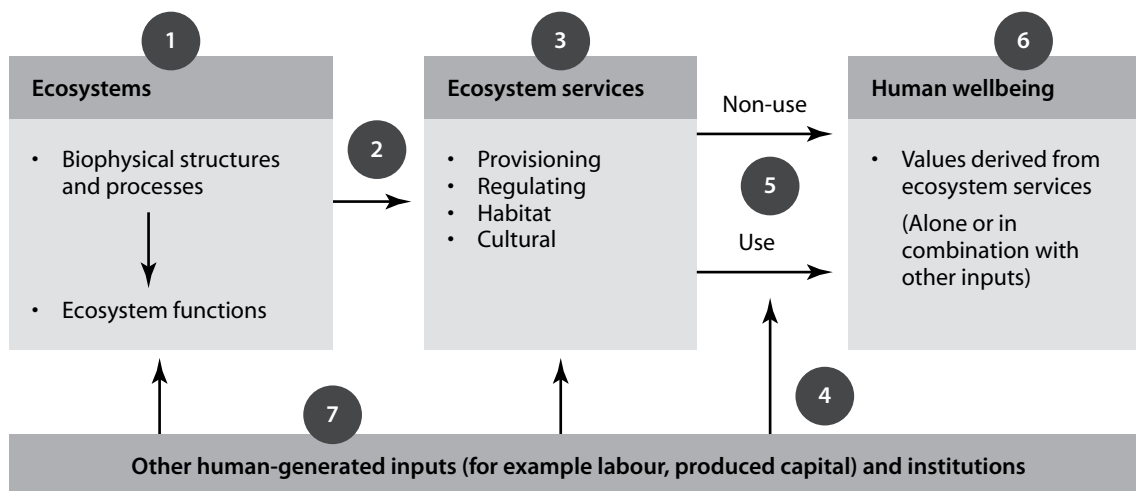 1
Ecosystems
• Biophysical structures
and processes
• Ecosystem functions
2
3
Ecosystem services
• Provisioning
• Regulating
• Habitat
• Cultural
Non-use
5
Use
6
Human wellbeing
• Values derived from
ecosystem services
(Alone or in
combination with
other inputs)
7
4
Other human-generated inputs (for example labour, produced capital) and institutions